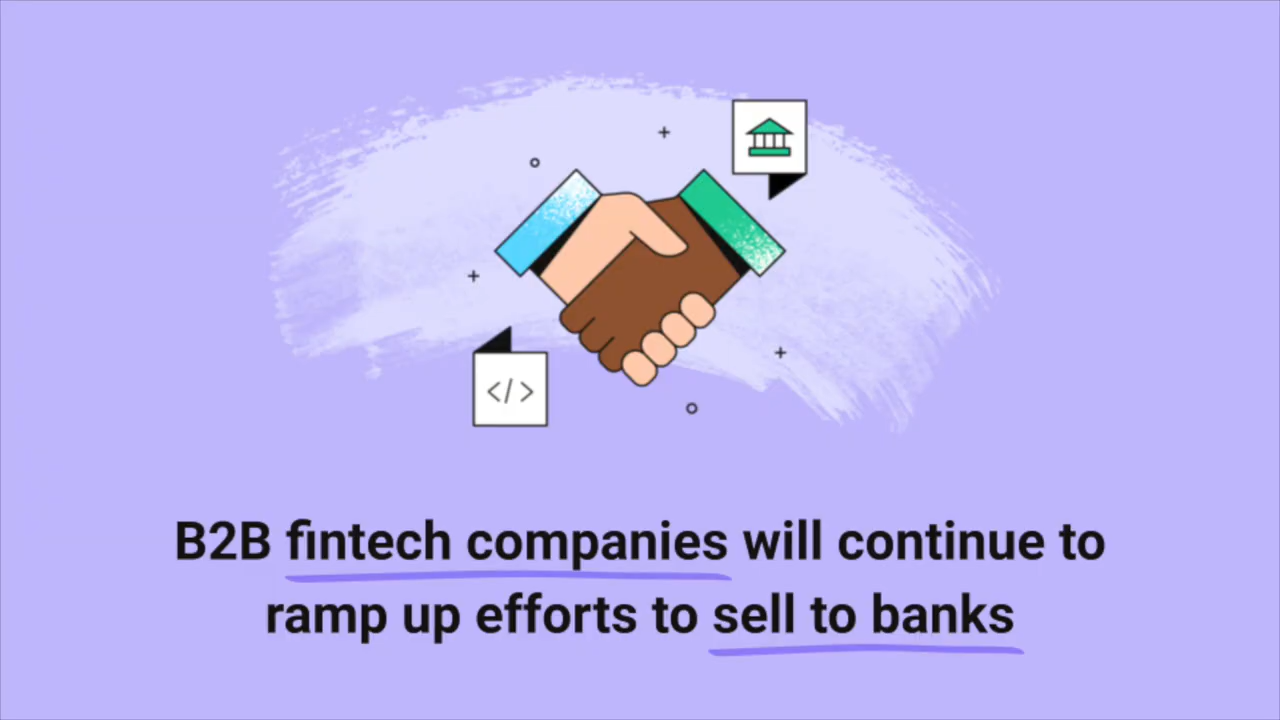 </>
B2B fintech companies will continue to
ramp up efforts to sell to banks